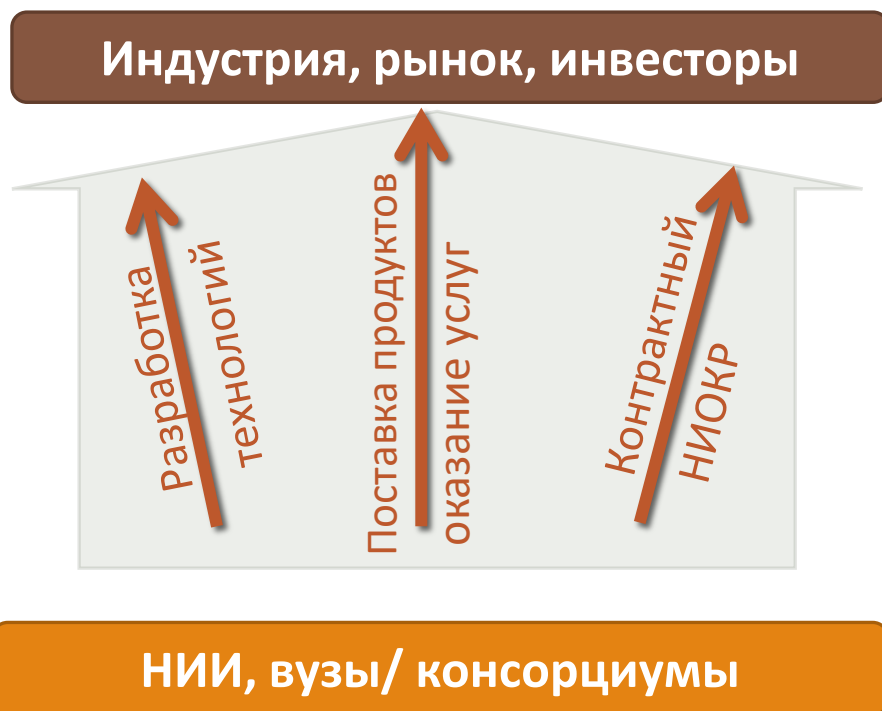 Индустрия, рынок, инвесторы
Разработка
технологий
Поставка продуктов
оказание услуг
Контрактный
НИОКР
НИИ, вузы/ консорциумы